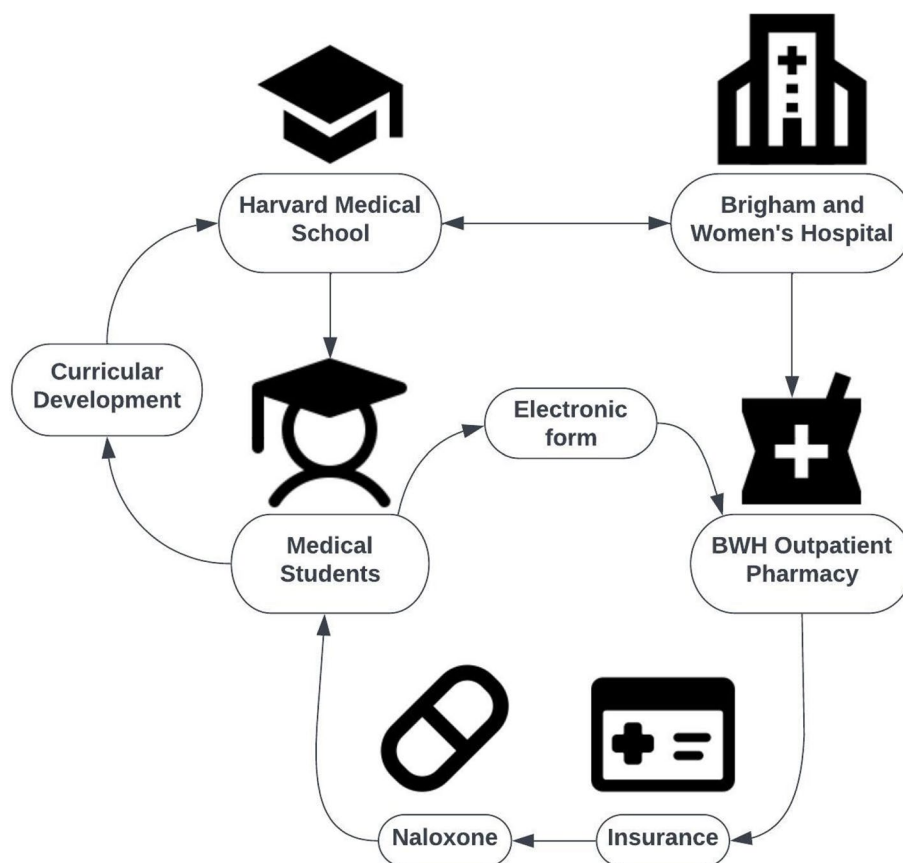 Harvard Medical
School
Brigham and
Women's Hospital
Curricular
Development
Electronic
form
Medical
Students
BWH Outpatient
Pharmacy
Naloxone
Insurance